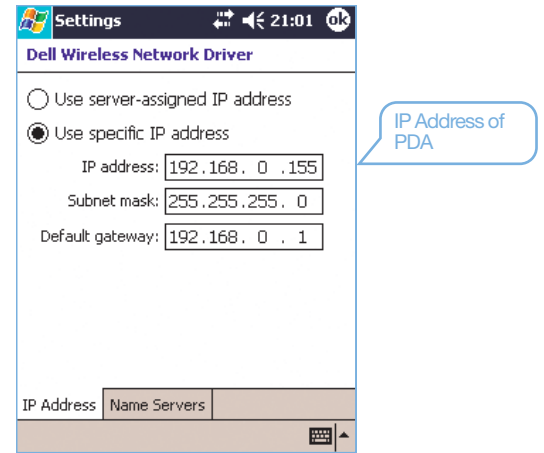 Settings 21:01 ok
Dell Wireless Network Driver
Use server-assigned IP address
Use specific IP address
IP address: 192.168. 0 .155
Subnet mask: 255.255.255. 0
Default gateway: 192.168. 0 . 1
IP Address of
PDA
IP Address Name Servers